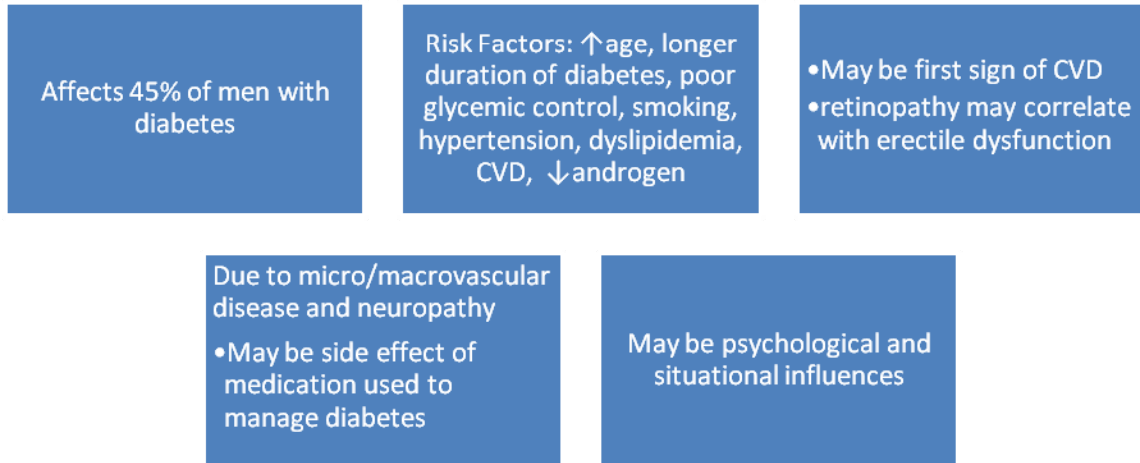 Affects 45% of men with
diabetes
Risk Factors: ↑age, longer
duration of diabetes, poor
glycemic control, smoking,
hypertension, dyslipidemia,
CVD, ↓androgen
•May be first sign of CVD
•retinopathy may correlate
with erectile dysfunction
Due to micro/macrovascular
disease and neuropathy
•May be side effect of
medication used to
manage diabetes
May be psychological and
situational influences